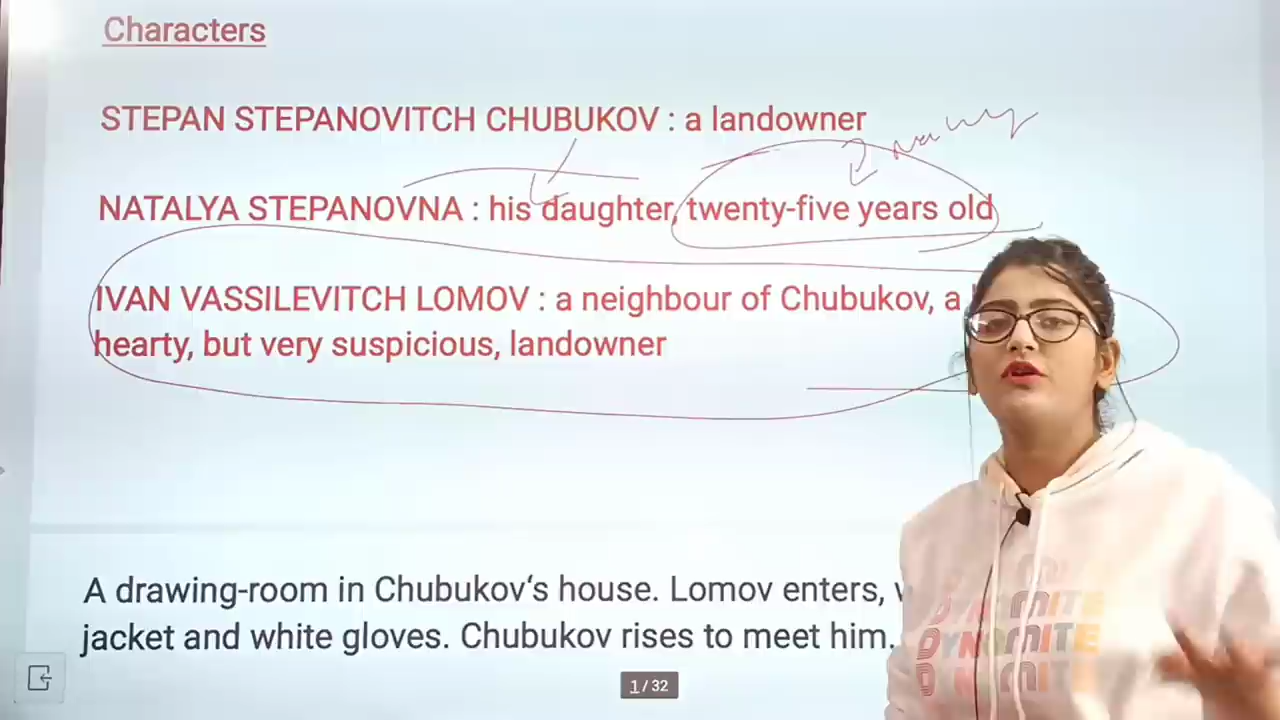 Characters
STEPAN STEPANOVITCH CHUBUKOV : a landowner
NATALYA STEPANOVNA : his daughter, twenty-five years old
IVAN VASSILEVITCH LOMOV : a neighbour of Chubukov, a
hearty, but very suspicious, landowner
A drawing-room in Chubukov‘s house. Lomov enters,
jacket and white gloves. Chubukov rises to meet him.
1 / 32
DYNOMITE